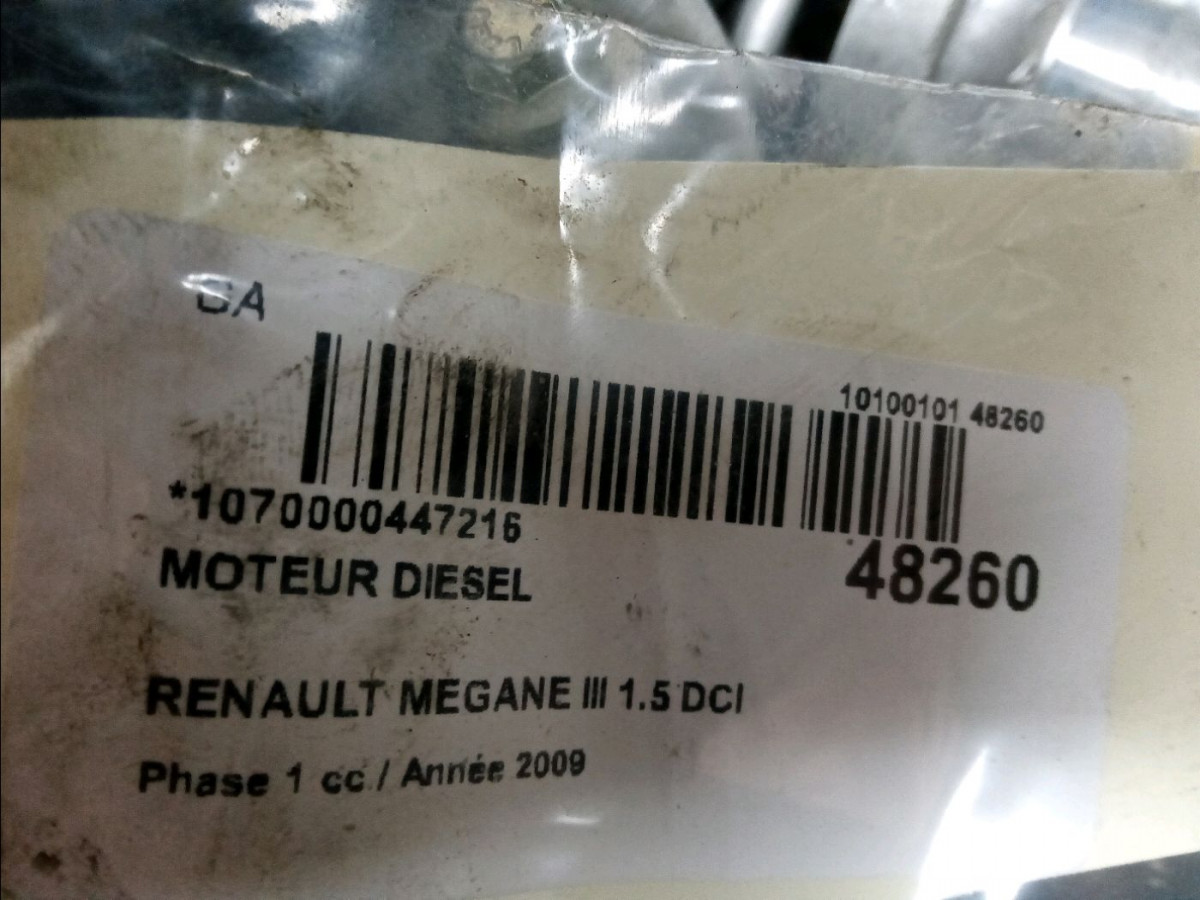 10100101 48260
*1070000447216
48260
MOTEUR DIESEL
RENAULT MEGANE III 1.5 DCI
Phase 1 cc./ Année 2009